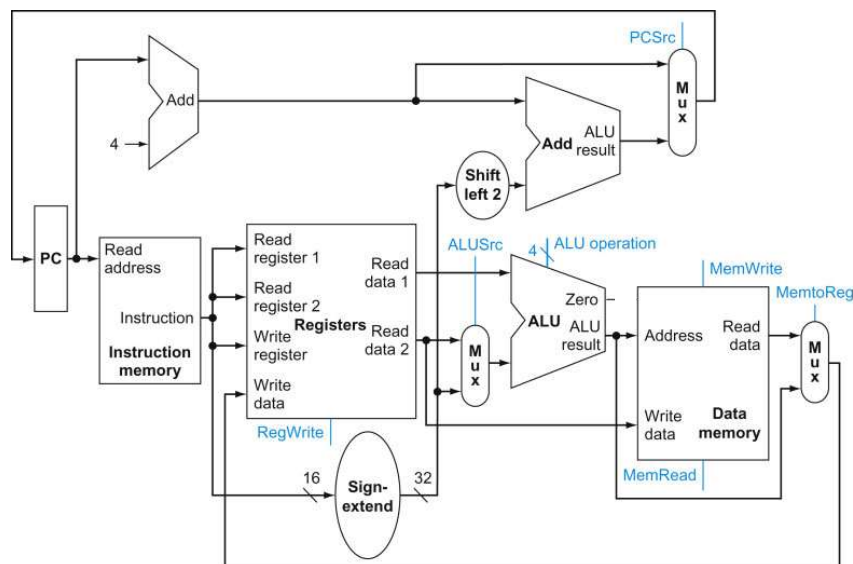 PCSrc
Add
4
M
u
x
Add
ALU
result
Shift
left 2
PC
Read
address
Instruction
Instruction
memory
Read
register 1
Read
register 2
Write
register
Write
data
Registers
Read
data 1
Read
data 2
RegWrite
16
Sign-
extend
32
ALUSrc
M
u
x
4
ALU operation
Zero
ALU
ALU
result
MemWrite
Address
Read
data
Write
data
Data
memory
MemRead
MemtoReg
M
u
x